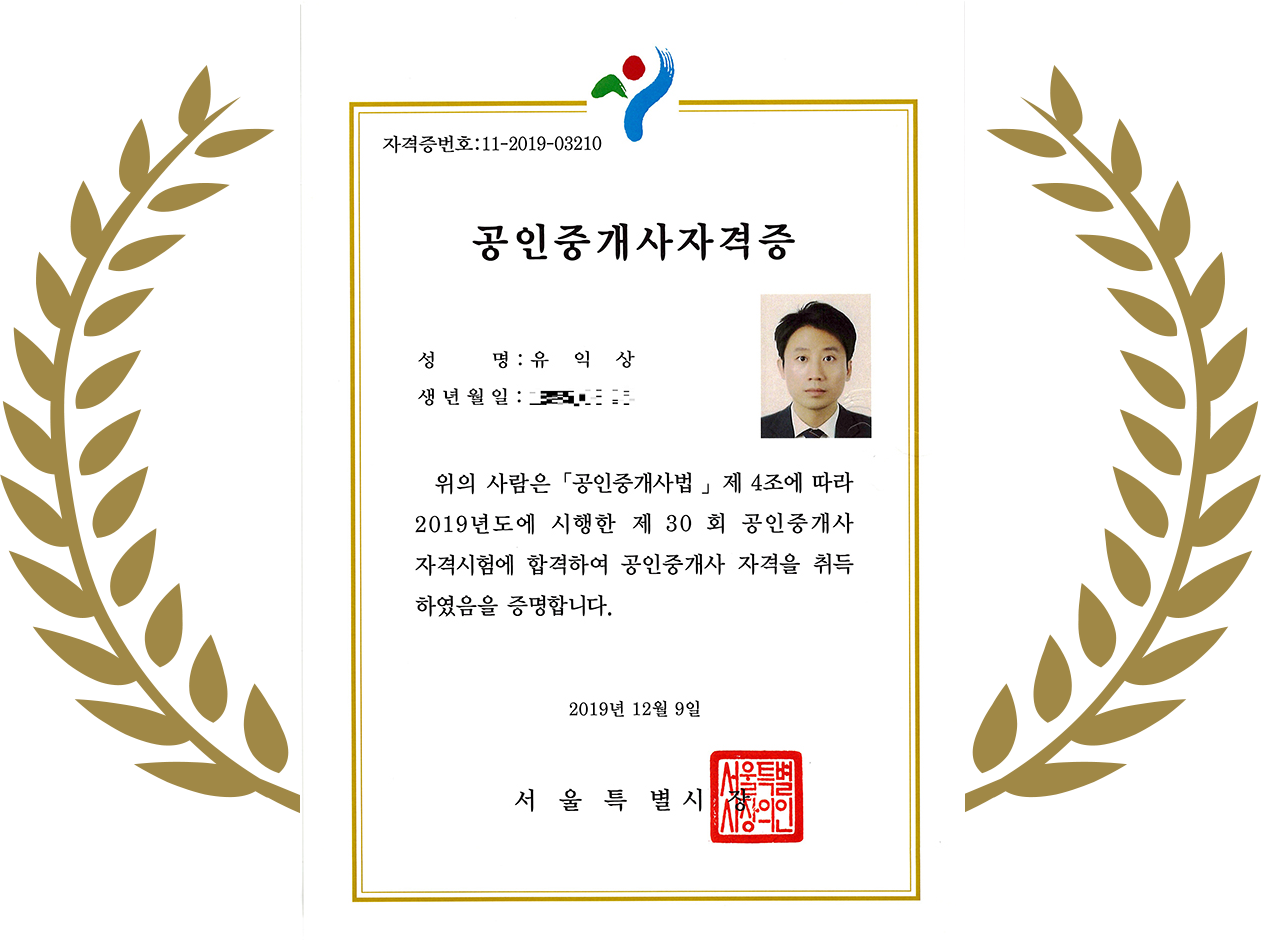 자격증번호:11-2019-03210
공인중개사자격증
성 명 : 유 익 상
생 년 월 일 :
위의 사람은 「공인중개사법 」 제 4조에 따라
2019년도에 시행한 제 30 회 공인중개사
자격시험에 합격하여 공인중개사 자격을 취득
하였음을 증명합니다.
2019년 12월 9일
서 울 특 별 시 장
서울특별
시장의인